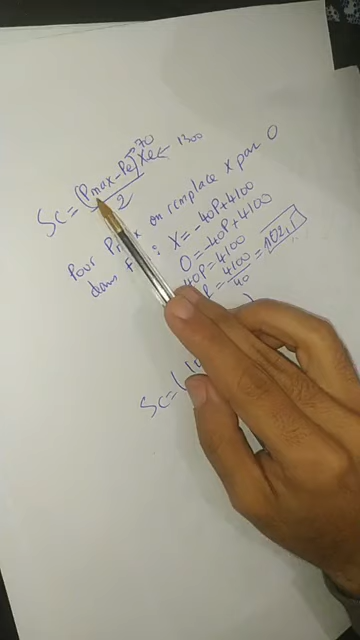 Sc = (Pmax - Pe) Xe ← 1300
70
2
Pour Pmax on remplace X par 0
dans : X = -40P + 4100
0 = -40P + 4100
40P = 4100
= 4100 / 40 = 102,
Sc = (